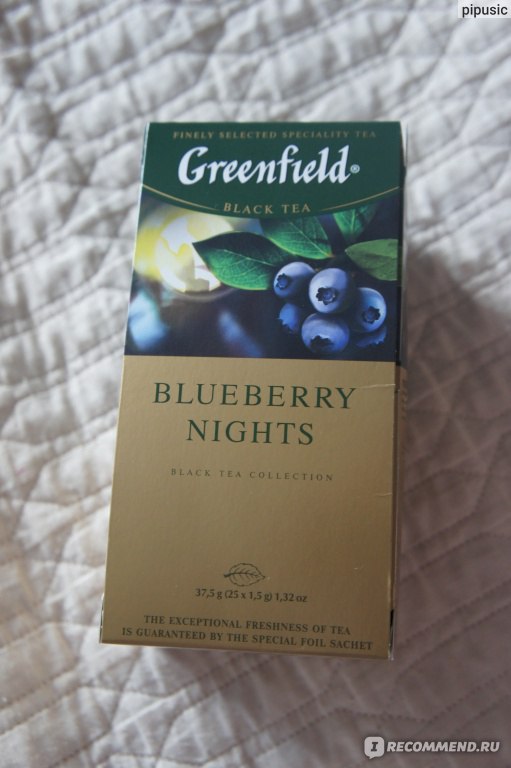 pipusic
FINELY SELECTED SPECIALITY TEA
Greenfield®
BLACK TEA
BLUEBERRY
NIGHTS
BLACK TEA COLLECTION
37,5 g (25 x 1,5 g) 1,32 oz
THE EXCEPTIONAL FRESHNESS OF TEA
IS GUARANTEED BY THE SPECIAL FOIL SACHET
I RECOMMEND.RU